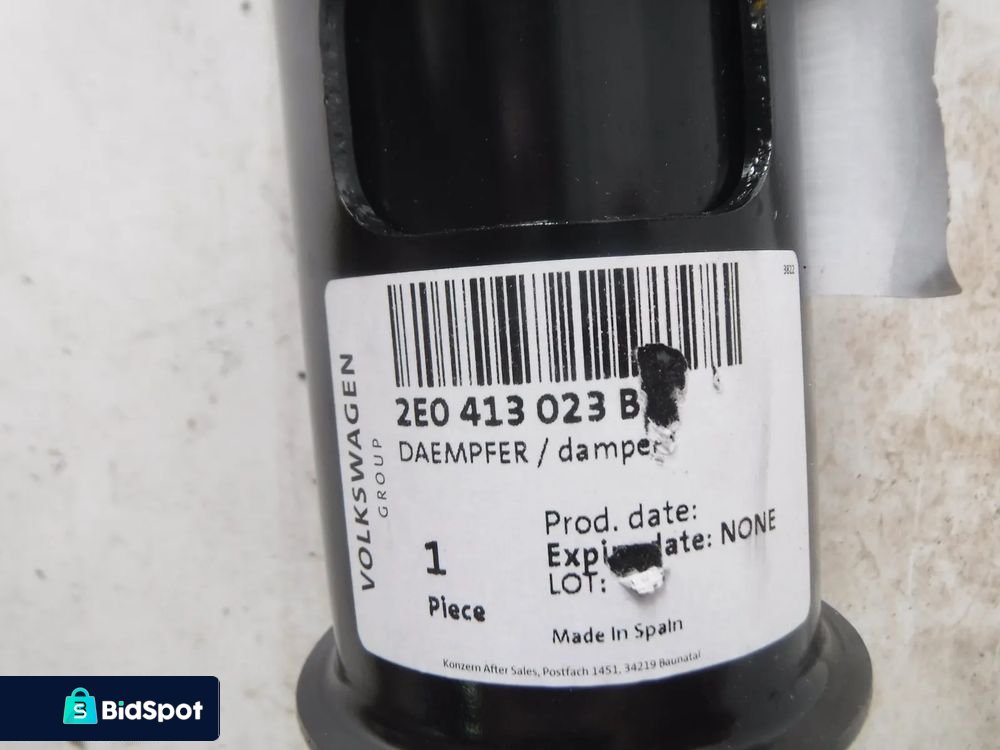 3822
2E0 413 023 B
DAEMPFER / damper
VOLKSWAGEN
GROUP
1
Piece
Prod. date:
NONE
LOT:
Made In Spain
Konzern After Sales, Postfach 1451, 34219 Baunatal
BidSpot